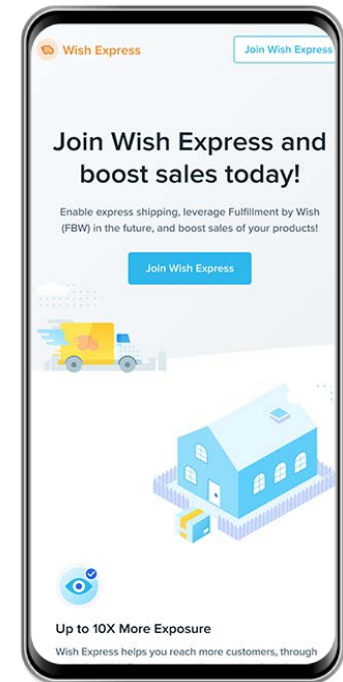 Wish Express
Join Wish Express
Join Wish Express and
boost sales today!
Enable express shipping, leverage Fulfillment by Wish
(FBW) in the future, and boost sales of your products!
Join Wish Express
Up to 10X More Exposure
Wish Express helps you reach more customers, through